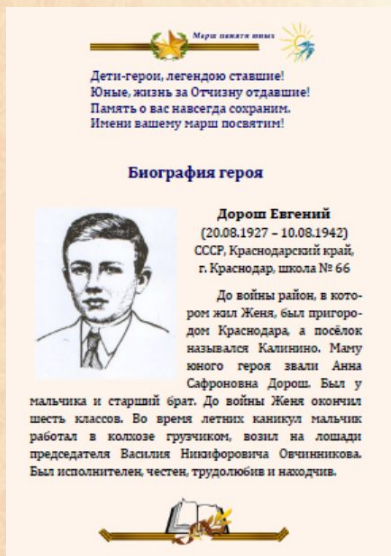 Марш памяти юных
Дети-герои, легендою ставшие!
Юные, жизнь за Отчизну отдавшие!
Память о вас навсегда сохраним.
Имени вашему марш посвятим!
Биография героя
Дорош Евгений
(20.08.1927 – 10.08.1942)
СССР, Краснодарский край,
г. Краснодар, школа № 66
До войны район, в кото-
ром жил Женя, был пригоро-
дом Краснодара, а посёлок
назывался Калинино. Маму
юного героя звали Анна
Сафроновна Дорош. Был у
мальчика и старший брат. До войны Женя окончил
шесть классов. Во время летних каникул мальчик
работал в колхозе грузчиком, возил на лошади
председателя Василия Никифоровича Овчинникова.
Был исполнителен, честен, трудолюбив и находчив.